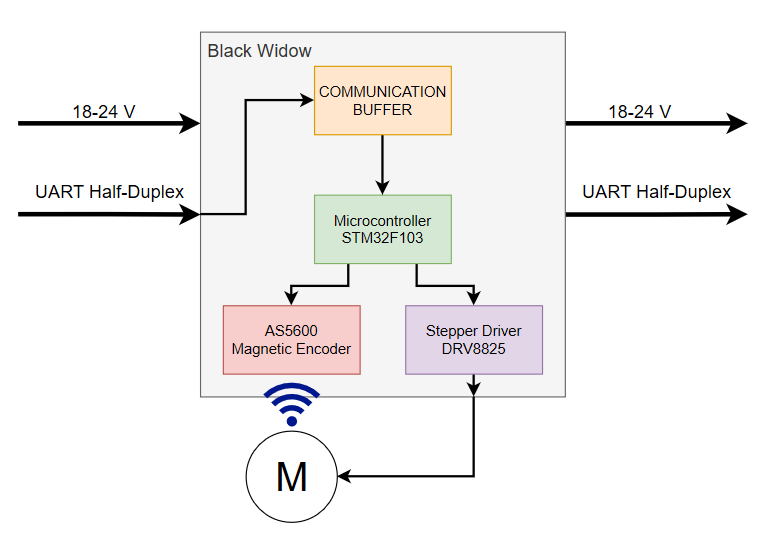 Black Widow
COMMUNICATION
BUFFER
18-24 V
18-24 V
UART Half-Duplex
UART Half-Duplex
Microcontroller
STM32F103
AS5600
Magnetic Encoder
Stepper Driver
DRV8825
M